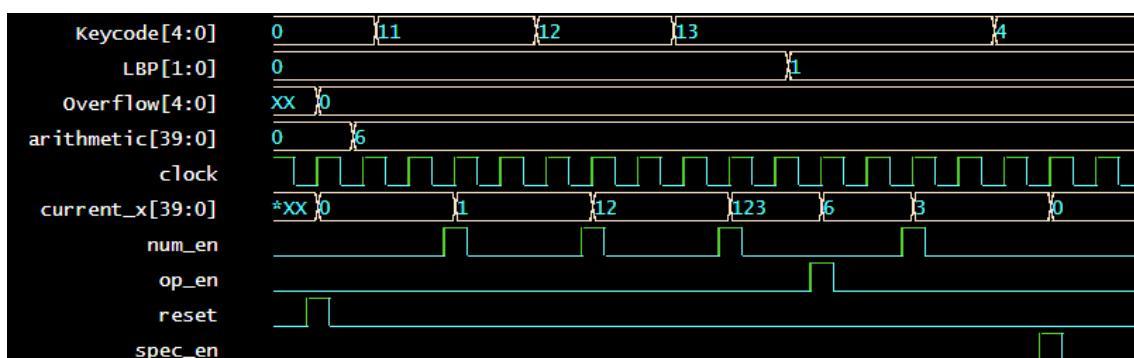 Keycode[4:0] 0 11 12 13 4
LBP[1:0] 0 1
Overflow[4:0] XX 0
arithmetic[39:0] 0 6
clock
current_x[39:0] *XX 0 1 12 123 6 3 0
num_en
op_en
reset
spec_en